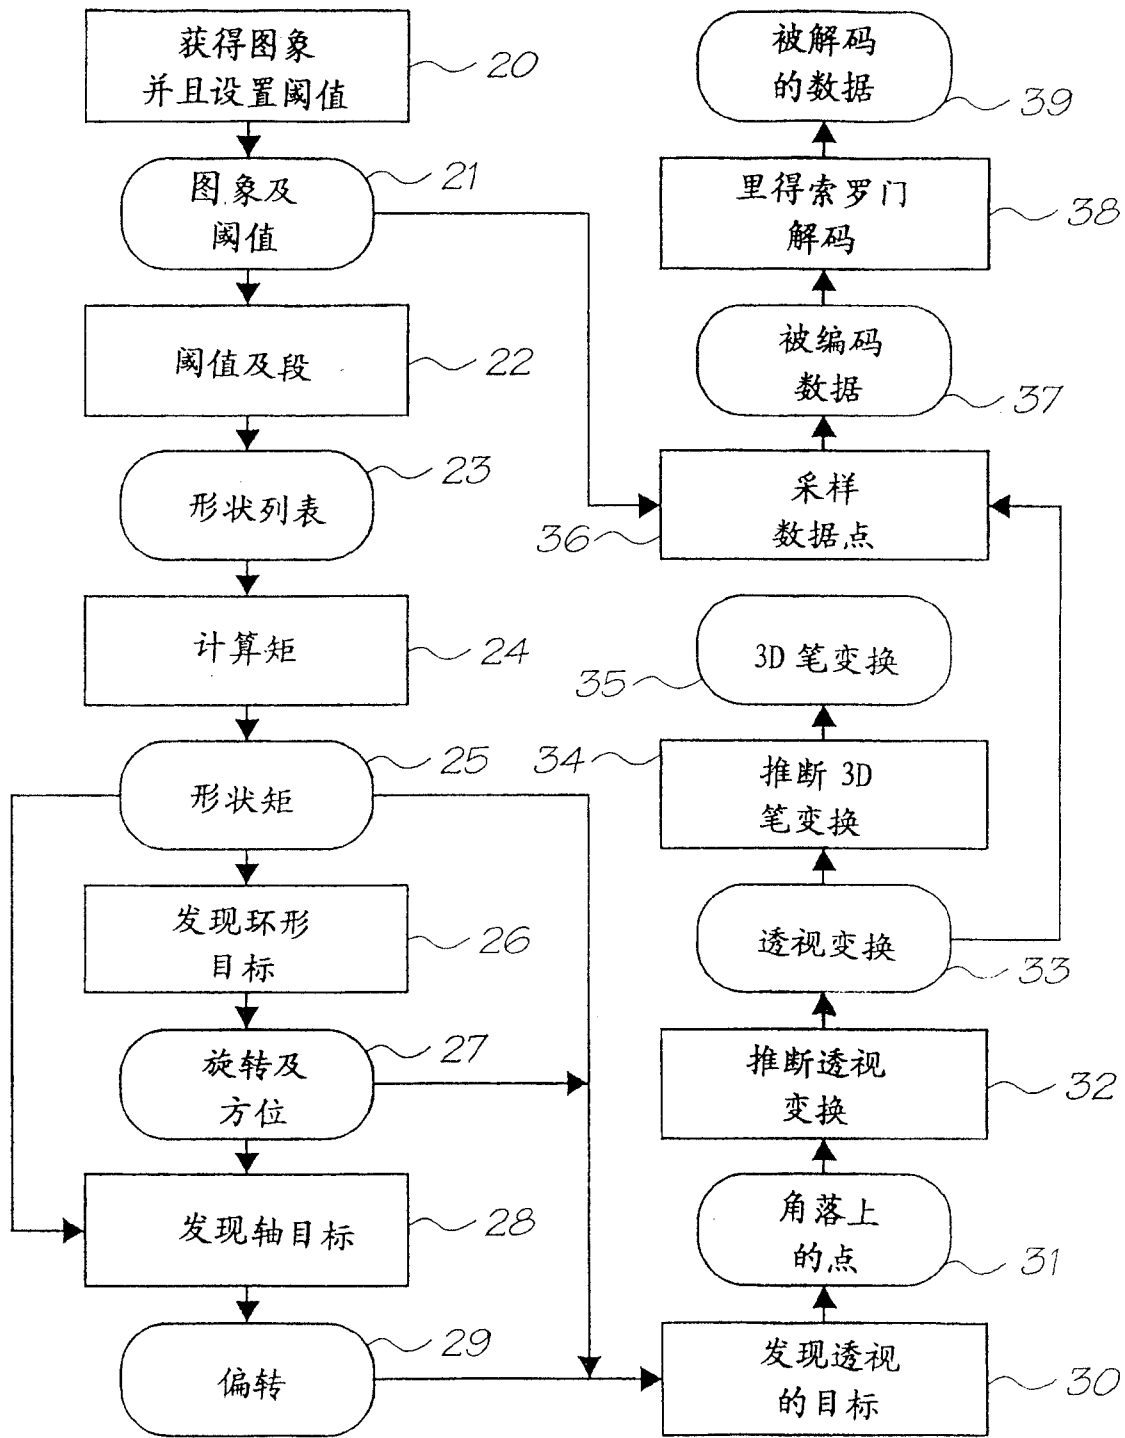 获得图象
并且设置阈值
20
图象及
阈值
21
阈值及段
22
形状列表
23
计算矩
24
形状矩
25
发现环形
目标
26
旋转及
方位
27
发现轴目标
28
偏转
29
被解码
的数据
39
里得索罗门
解码
38
被编码
数据
37
采样
数据点
36
3D 笔变换
35
推断 3D
笔变换
34
透视变换
33
推断透视
变换
32
角落上
的点
31
发现透视
的目标
30